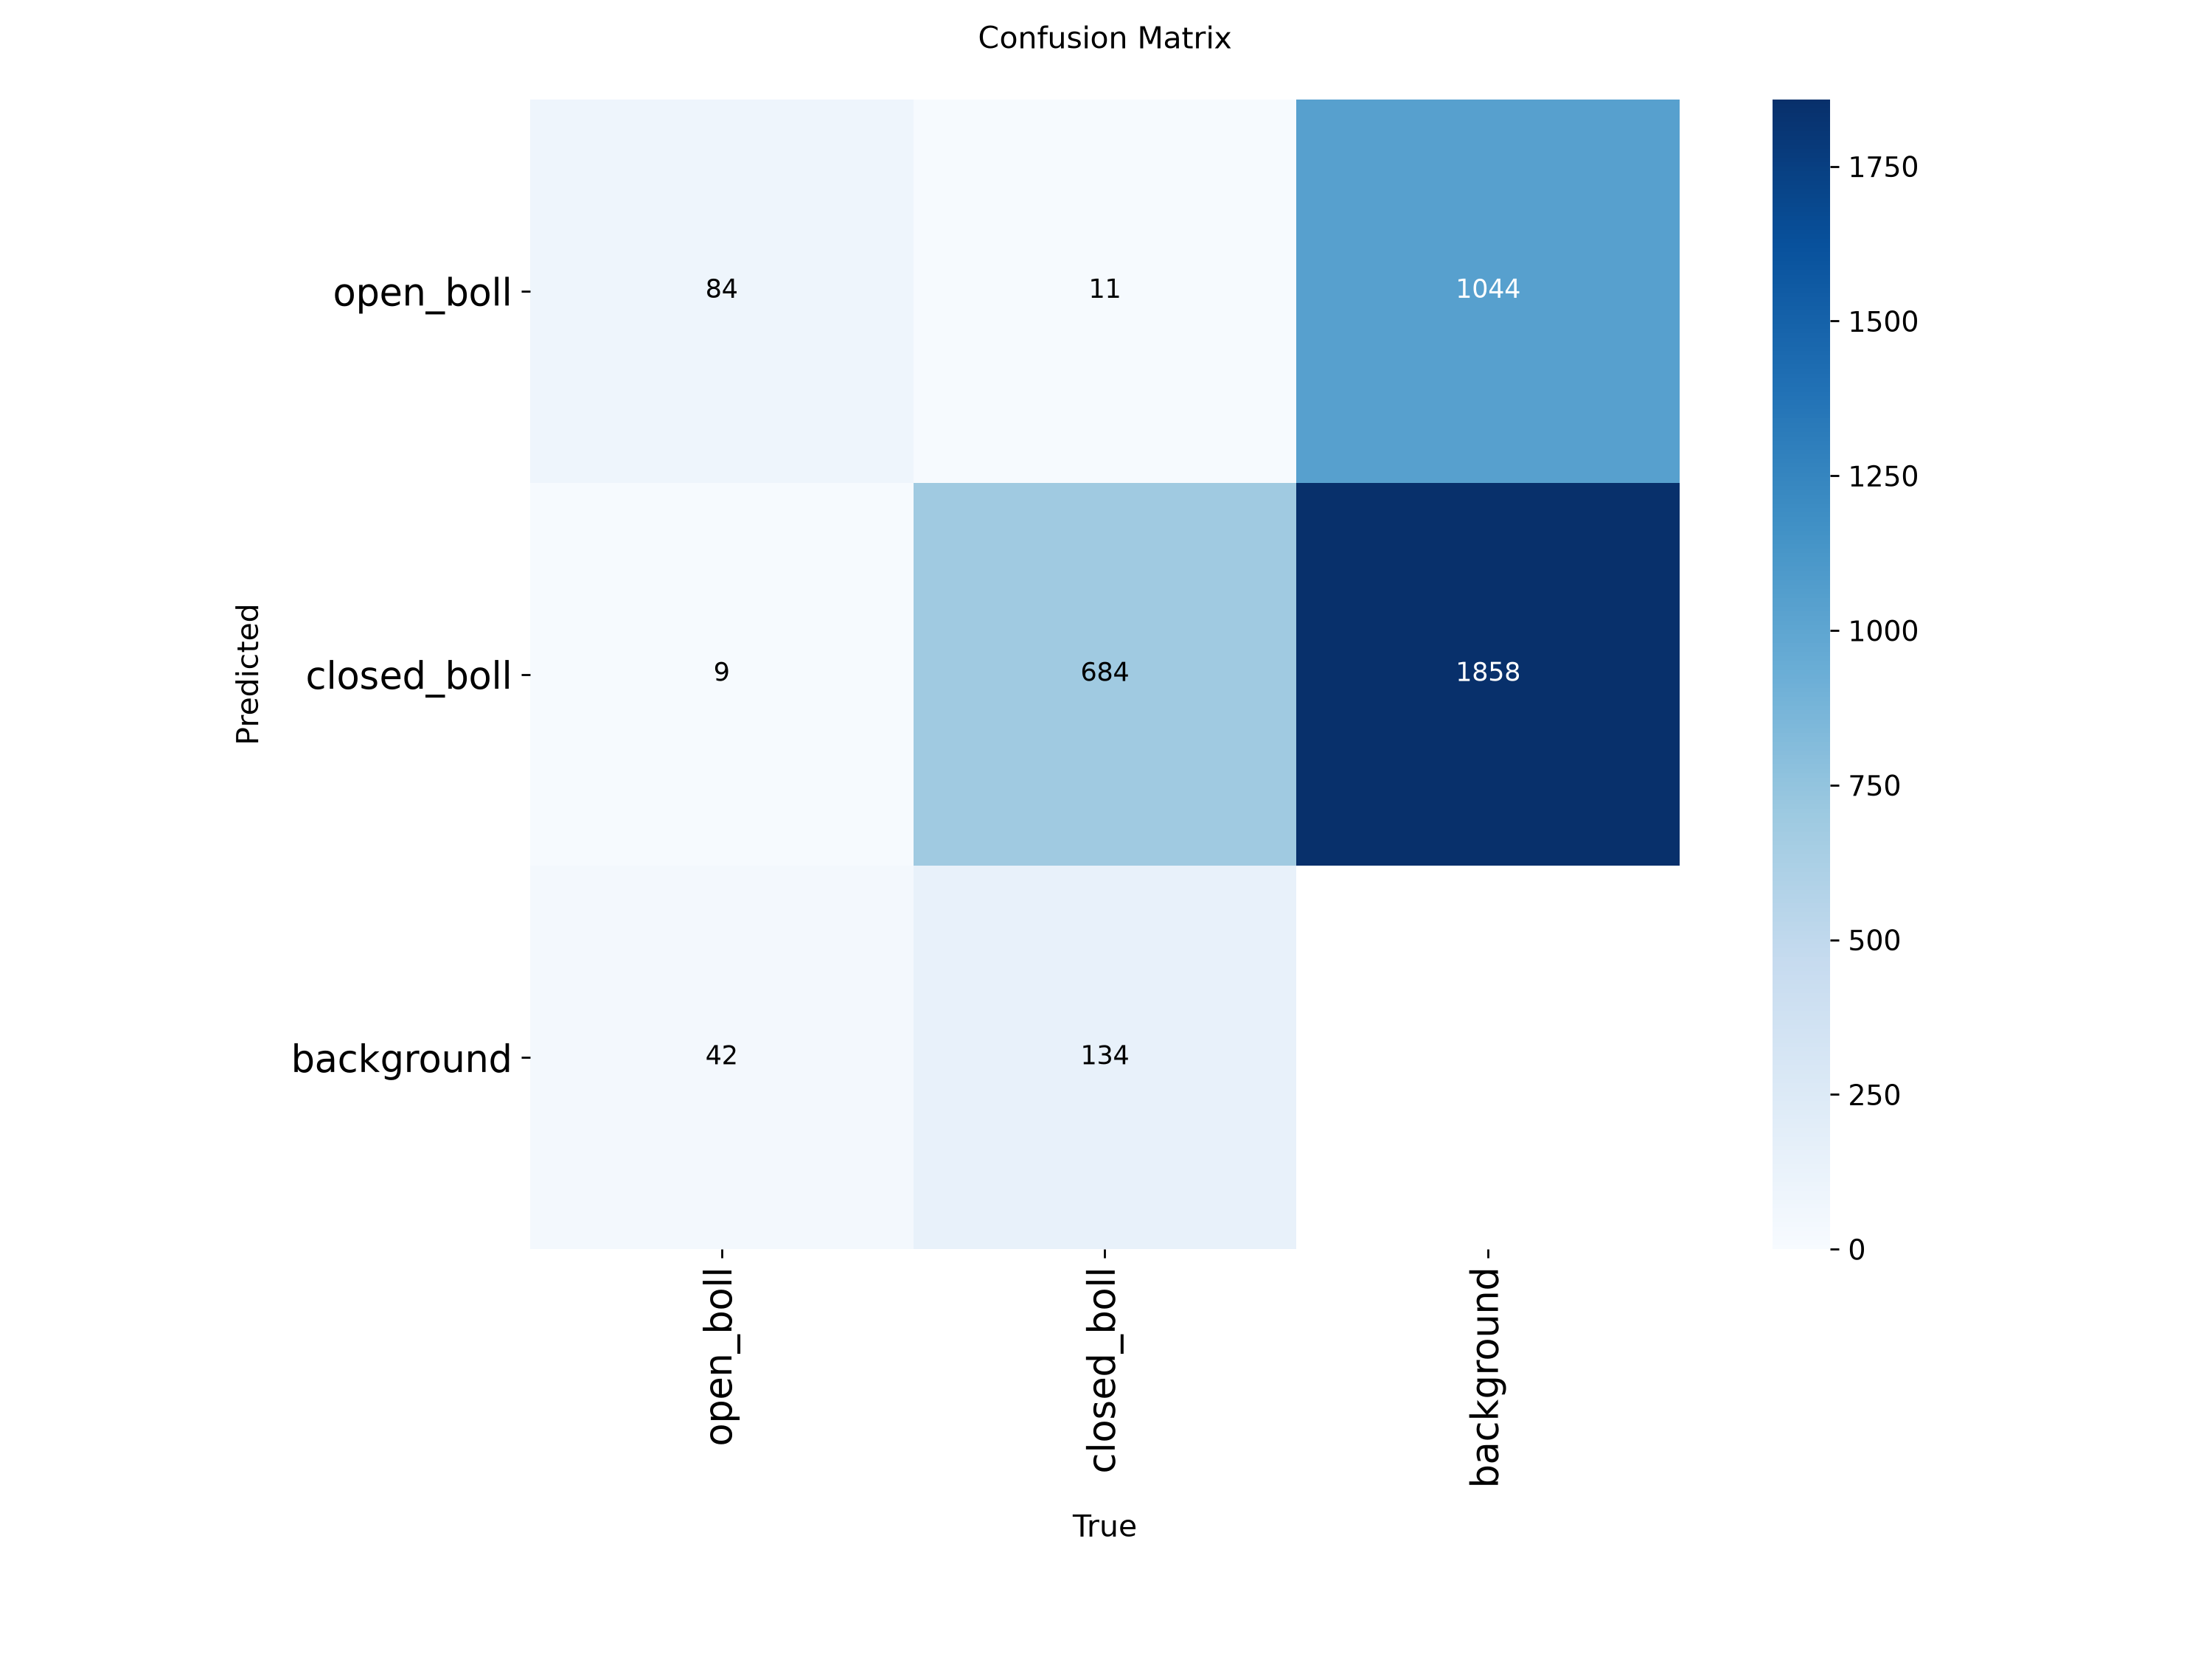 Confusion Matrix
open_boll
84
11
1044
closed_boll
9
684
1858
background
42
134
Predicted
open_boll
closed_boll
background
True
1750
1500
1250
1000
750
500
250
0